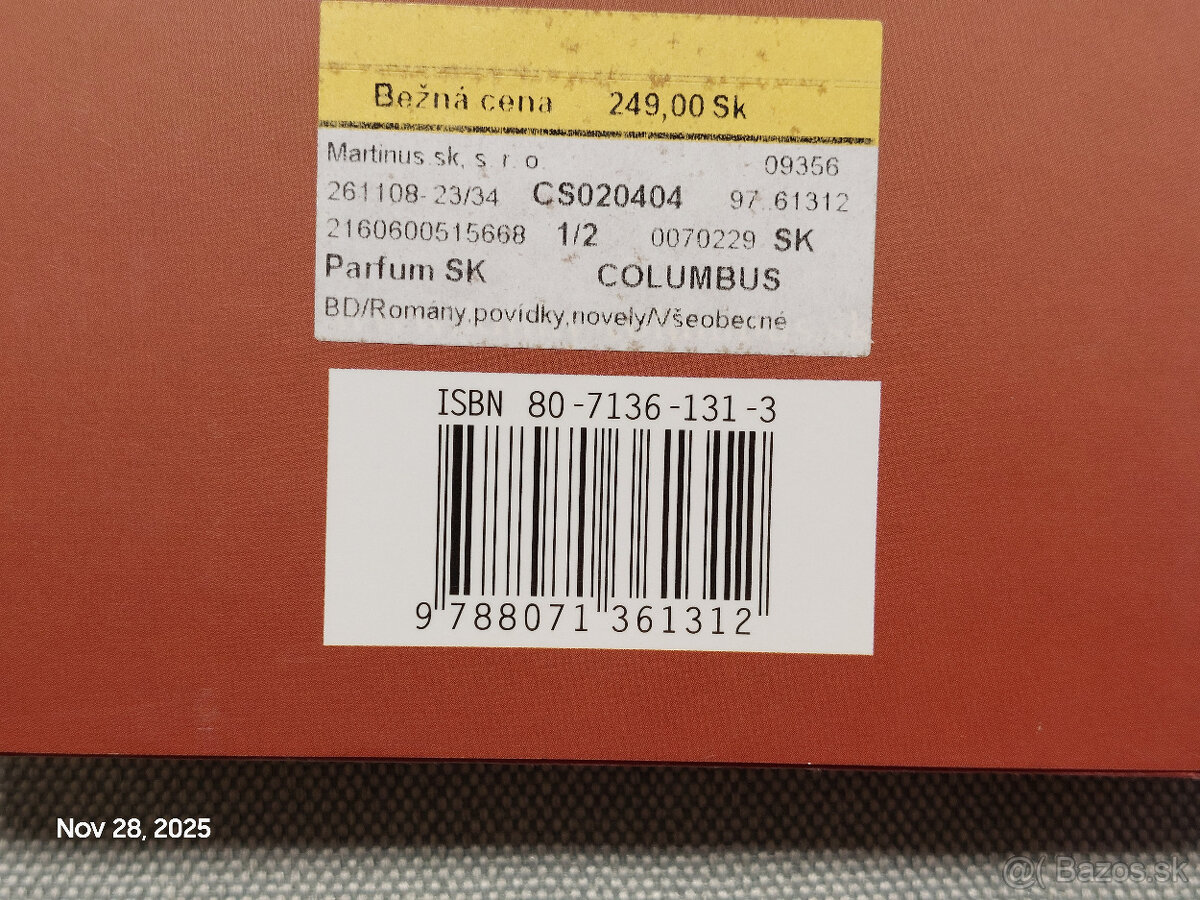 Bežná cena 249,00 Sk
Martinus.sk, s. r. o. 09356
261108- 23/34 CS020404 97..61312
2160600515668 1/2 0070229 SK
Parfum SK COLUMBUS
BD/Romány,povídky,novely/Všeobecné
ISBN 80-7136-131-3
9 788071 361312
Nov 28, 2025
@( Bazos.sk